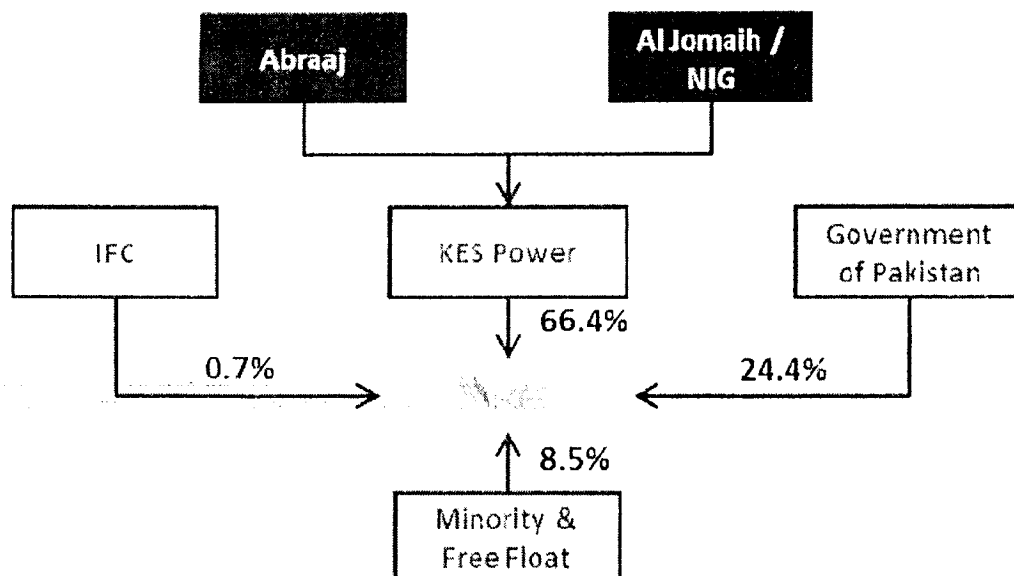 Abraaj
Al Jomaih /
NIG
IFC
KES Power
Government
of Pakistan
66.4%
0.7%
24.4%
8.5%
Minority &
Free Float